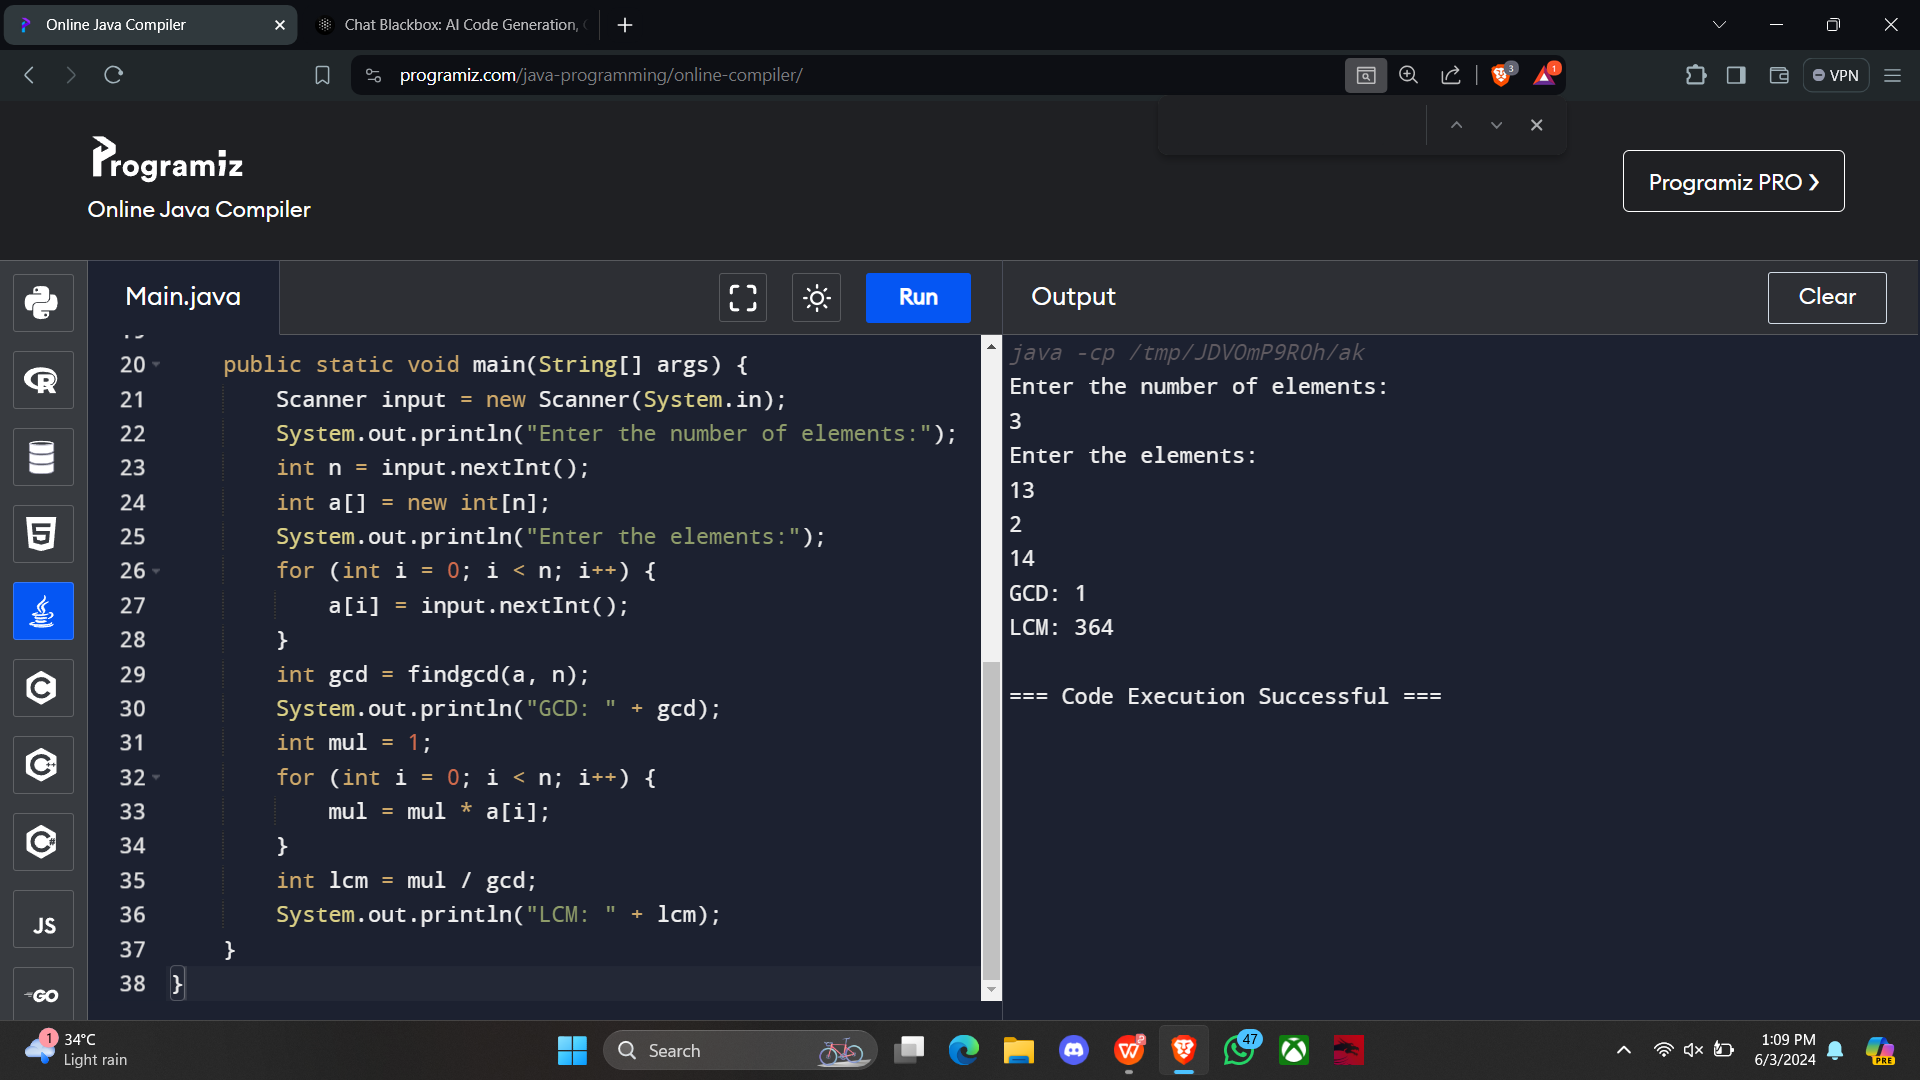 Online Java Compiler
Chat Blackbox: AI Code Generation,
programiz.com/java-programming/online-compiler/
3
1
VPN
Programiz
Online Java Compiler
Programiz PRO ❯
Main.java
Run
Output
Clear
20 public static void main(String[] args) {
21 Scanner input = new Scanner(System.in);
22 System.out.println("Enter the number of elements:");
23 int n = input.nextInt();
24 int a[] = new int[n];
25 System.out.println("Enter the elements:");
26 for (int i = 0; i < n; i++) {
27 a[i] = input.nextInt();
28 }
29 int gcd = findgcd(a, n);
30 System.out.println("GCD: " + gcd);
31 int mul = 1;
32 for (int i = 0; i < n; i++) {
33 mul = mul * a[i];
34 }
35 int lcm = mul / gcd;
36 System.out.println("LCM: " + lcm);
37 }
38 }
java -cp /tmp/JDVOmP9R0h/ak
Enter the number of elements:
3
Enter the elements:
13
2
14
GCD: 1
LCM: 364
=== Code Execution Successful ===
R
5
C
C++
C#
JS
GO
1
34°C
Light rain
Search
W
47
1:09 PM
6/3/2024
PRE